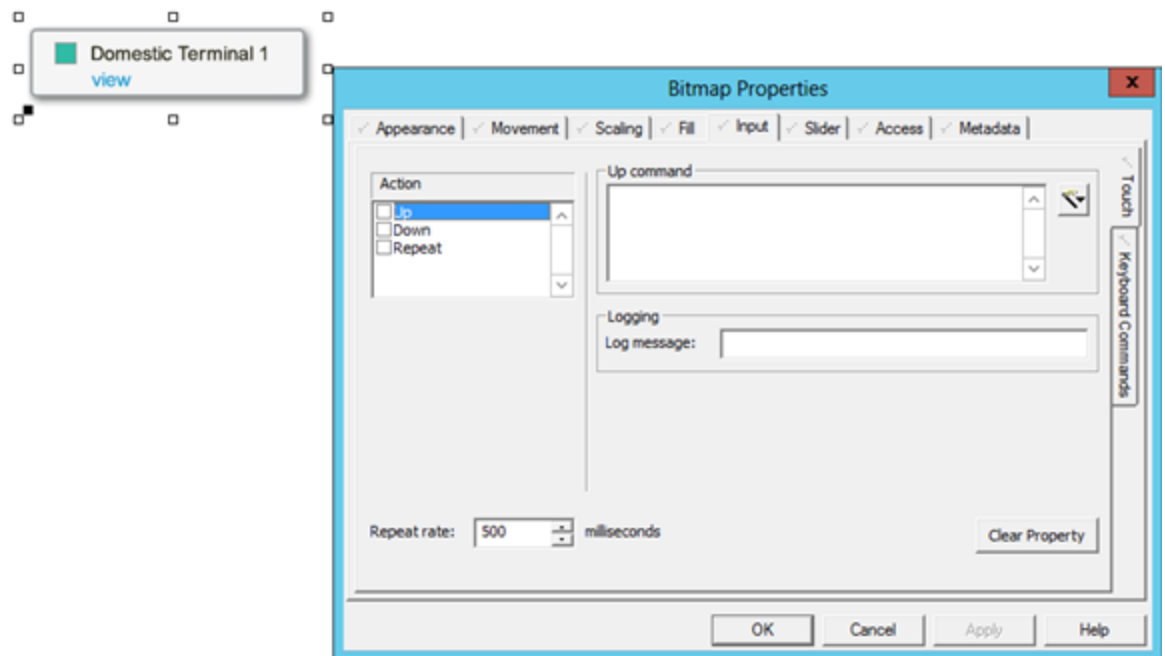 Domestic Terminal 1
view
Bitmap Properties
x
Appearance Movement Scaling Fill Input Slider Access Metadata
Action
Up
Down
Repeat
Up command
Logging
Log message:
Touch
Keyboard Commands
Repeat rate: 500 milliseconds
Clear Property
OK Cancel Apply Help